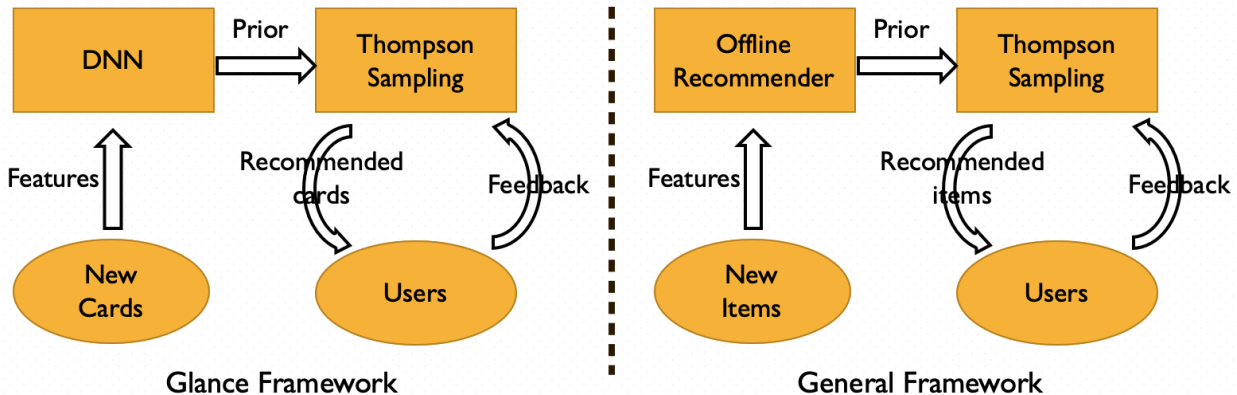 DNN
Prior
Thompson
Sampling
Features
Recommended
cards
Feedback
New
Cards
Users
Glance Framework
Offline
Recommender
Prior
Thompson
Sampling
Features
Recommended
items
Feedback
New
Items
Users
General Framework